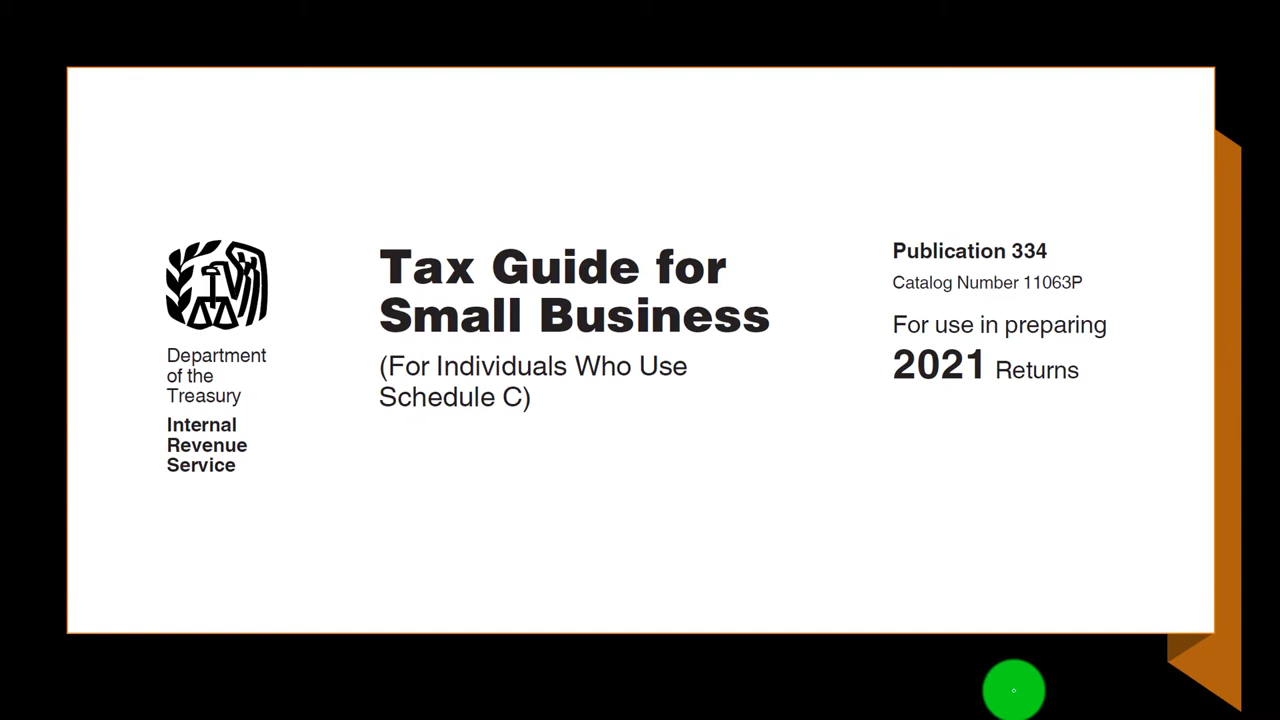 Department
of the
Treasury
Internal
Revenue
Service
Tax Guide for
Small Business
(For Individuals Who Use
Schedule C)
Publication 334
Catalog Number 11063P
For use in preparing
2021 Returns